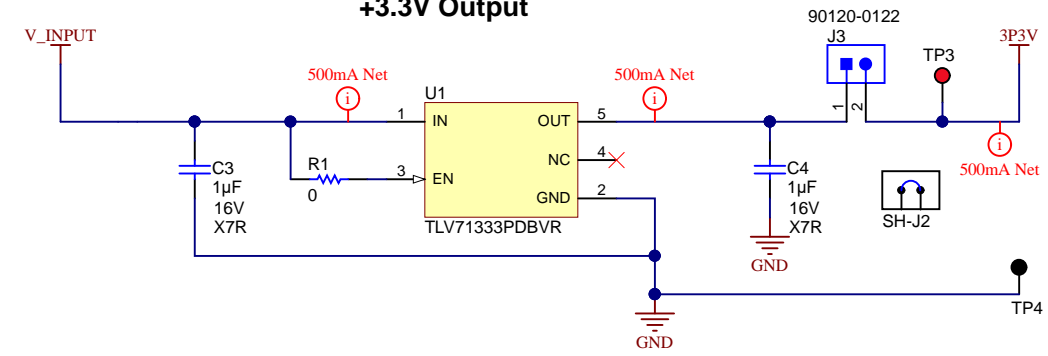 +3.3V Output
90120-0122
V_INPUT
J3
3P3V
TP3
500mA Net
i
U1
500mA Net
i
1
2
1
IN
OUT
5
i
500mA Net
R1
0
3
EN
NC
4
C3
1µF
16V
X7R
C4
1µF
16V
X7R
GND
2
TLV71333PDBVR
SH-J2
GND
TP4
GND